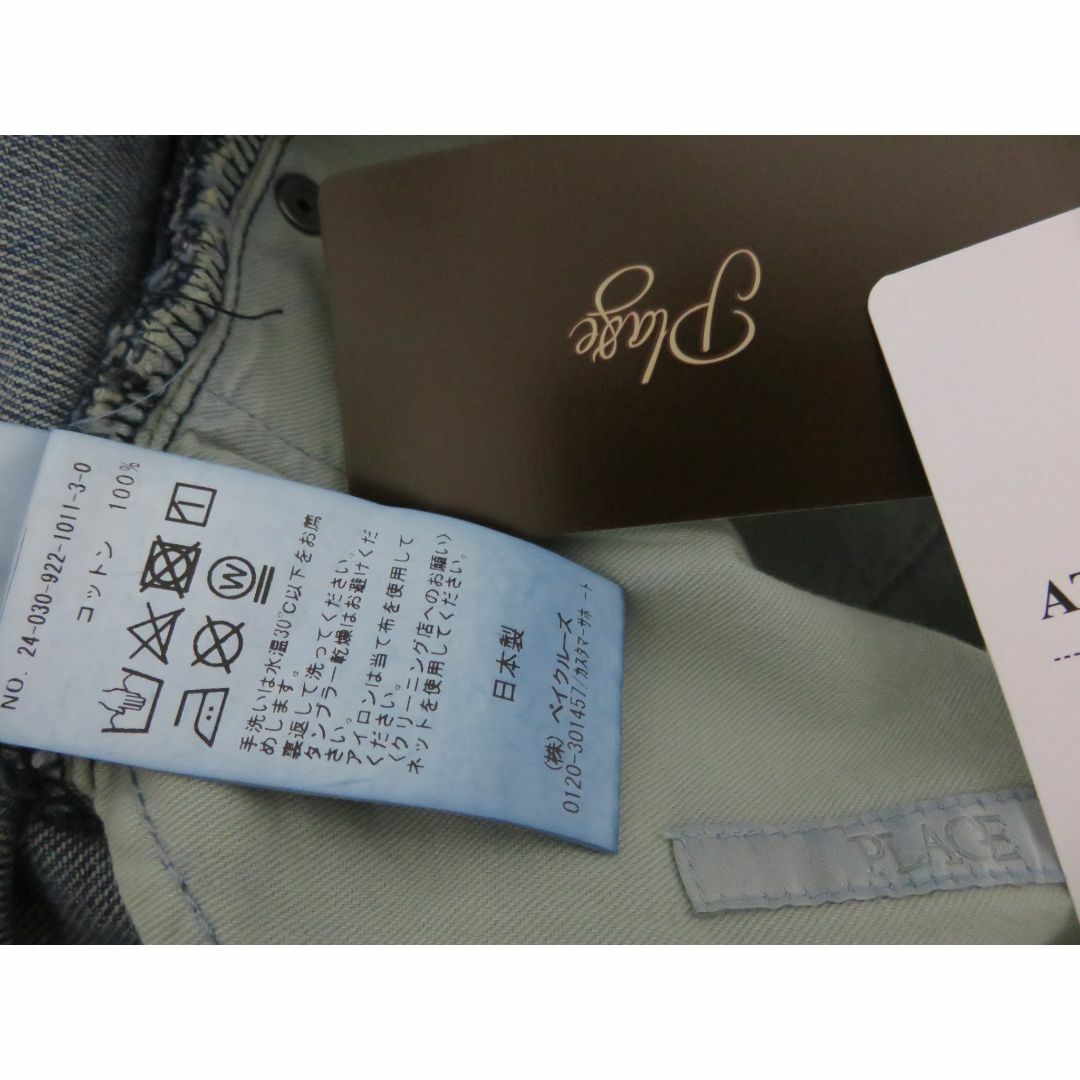 NO. 24-030-922-1011-3-0
コットン 100%
W
手洗いは水温30℃以下をお薦
めします。
裏返して洗ってください。
タンブラー乾燥はお避けくだ
さい。
アイロンは当て布を使用して
ください。
(クリーニング店へのお願い)
ネットを使用してください。
日本製
(株) ベイクルーズ
0120-301457/カスタマーサポート
Plage
PLAGE